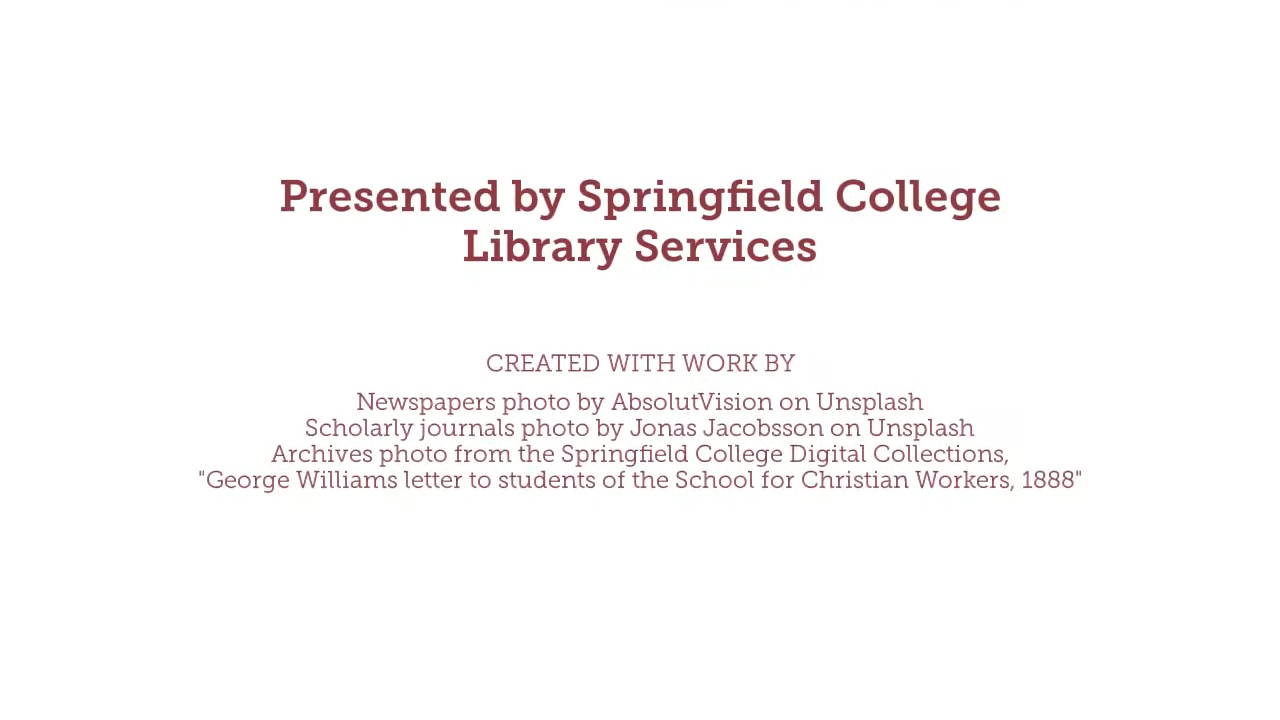 Presented by Springfield College
Library Services
CREATED WITH WORK BY
Newspapers photo by AbsolutVision on Unsplash
Scholarly journals photo by Jonas Jacobsson on Unsplash
Archives photo from the Springfield College Digital Collections,
"George Williams letter to students of the School for Christian Workers, 1888"